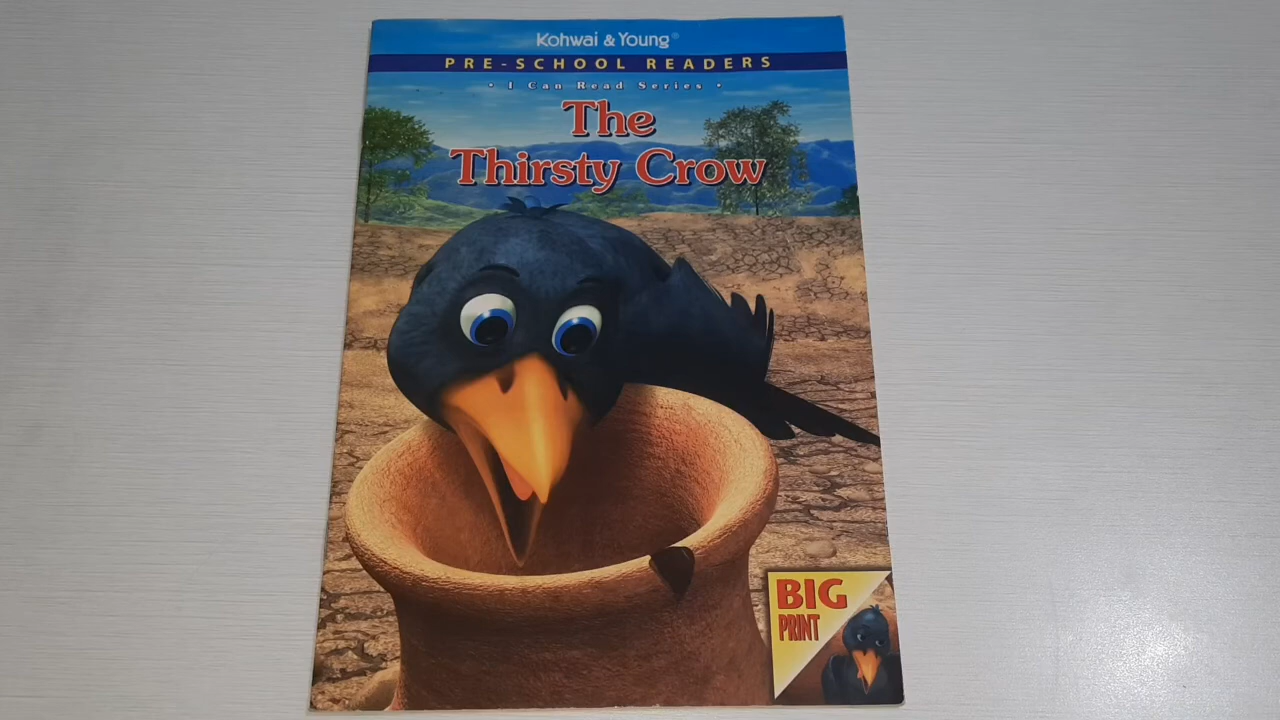 Kohwai & Young®
PRE-SCHOOL READERS
• I Can Read Series •
The
Thirsty Crow
BIG
PRINT